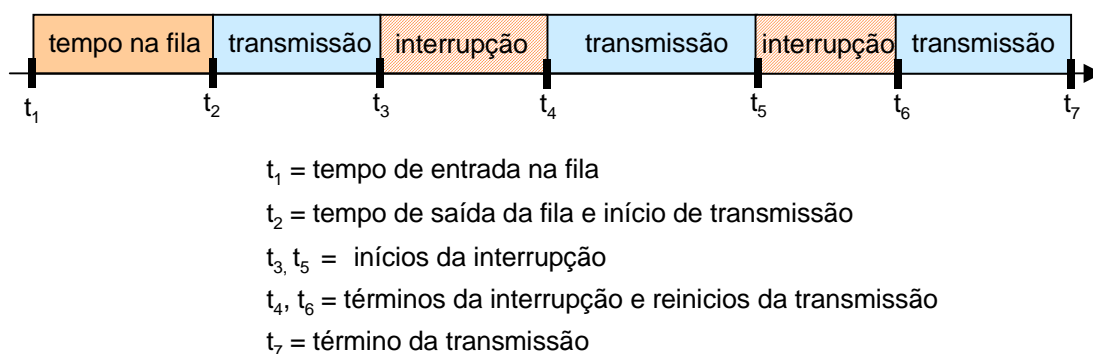 tempo na fila transmissão interrupção transmissão interrupção transmissão
t1 t2 t3 t4 t5 t6 t7
t1 = tempo de entrada na fila
t2 = tempo de saída da fila e início de transmissão
t3, t5 = inícios da interrupção
t4, t6 = términos da interrupção e reinicios da transmissão
t7 = término da transmissão